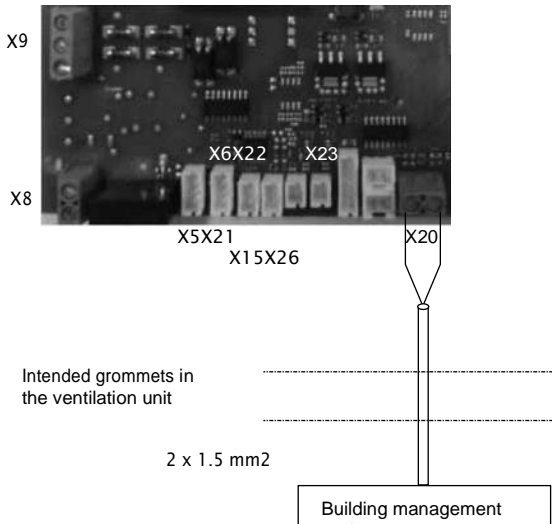 X9
X6X22 X23
X8
X5X21 X20
X15X26
Intended grommets in
the ventilation unit
2 x 1.5 mm2
Building management